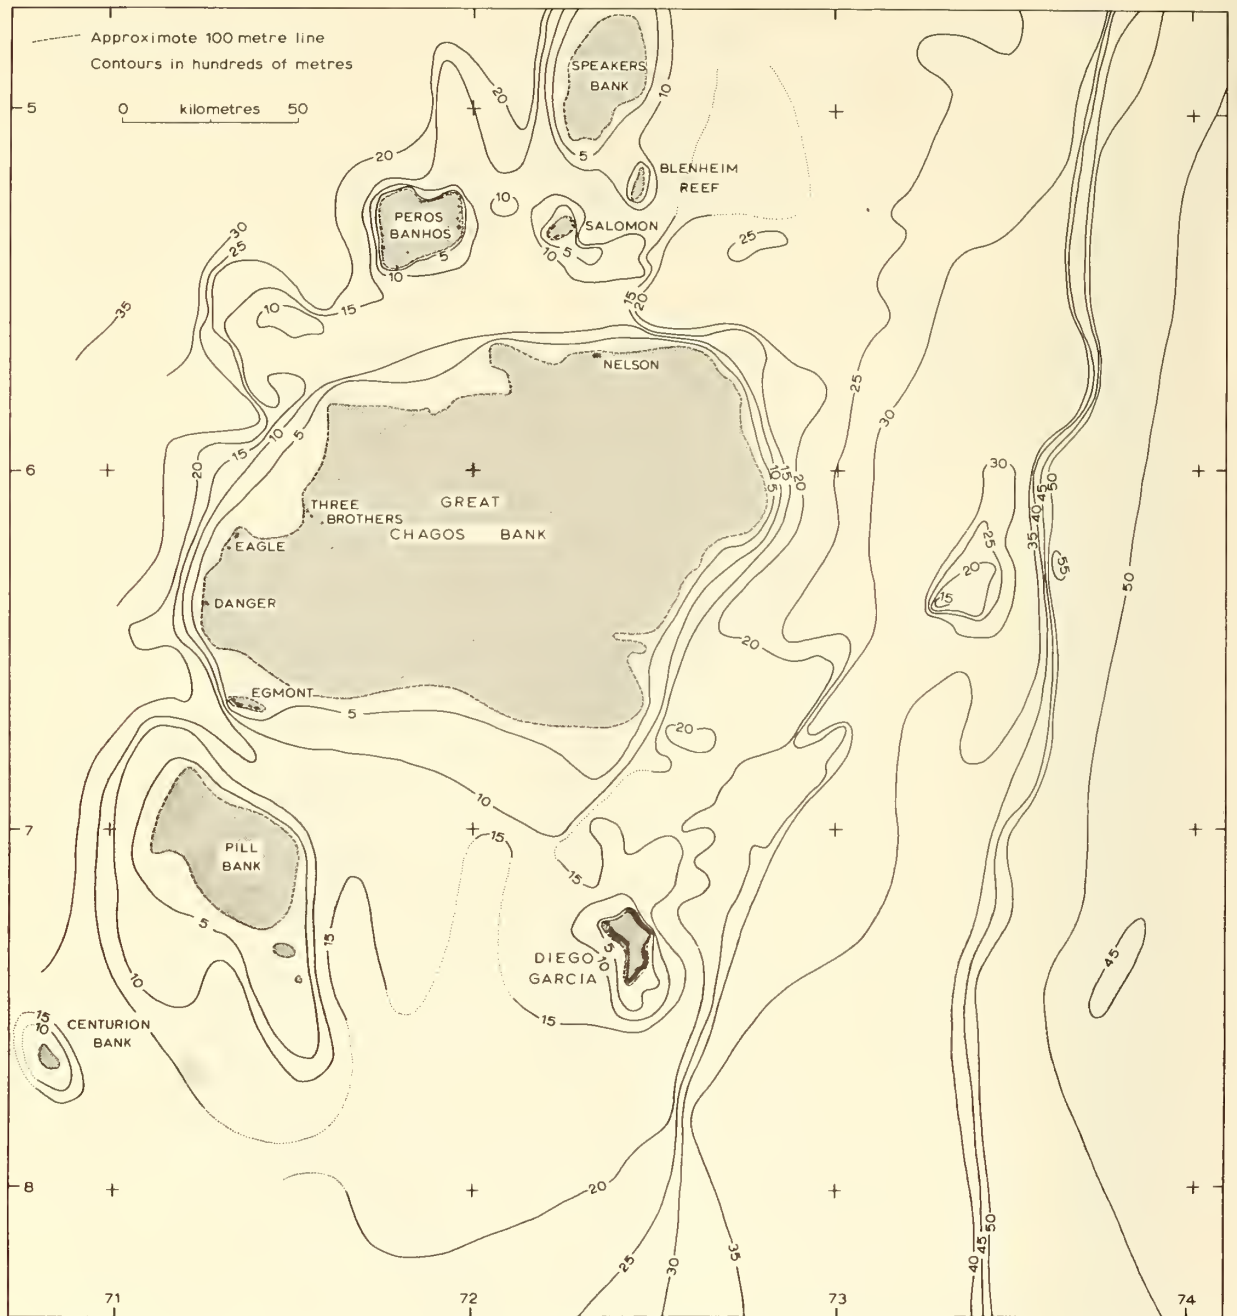 Approximote 100 metre line
Contours in hundreds of metres
0 kilometres 50
SPEAKERS
BANK
10
5
20
20
5
BLENHEIM
REEF
10
PEROS
BANHOS
SALOMON
30
25
10
5
10
5
25
35
10
15
15
20
NELSON
25
30
20
15
10
5
6
10
5
15
20
30
50
45
40
35
THREE
BROTHERS
GREAT
CHAGOS BANK
EAGLE
25
20
15
55
50
DANGER
20
EGMONT
5
20
10
7
15
PILL
BANK
15
5
15
10
DIEGO
GARCIA
5
10
15
45
15
10
CENTURION
BANK
8
20
25
30
35
40
45
50
71
72
73
74